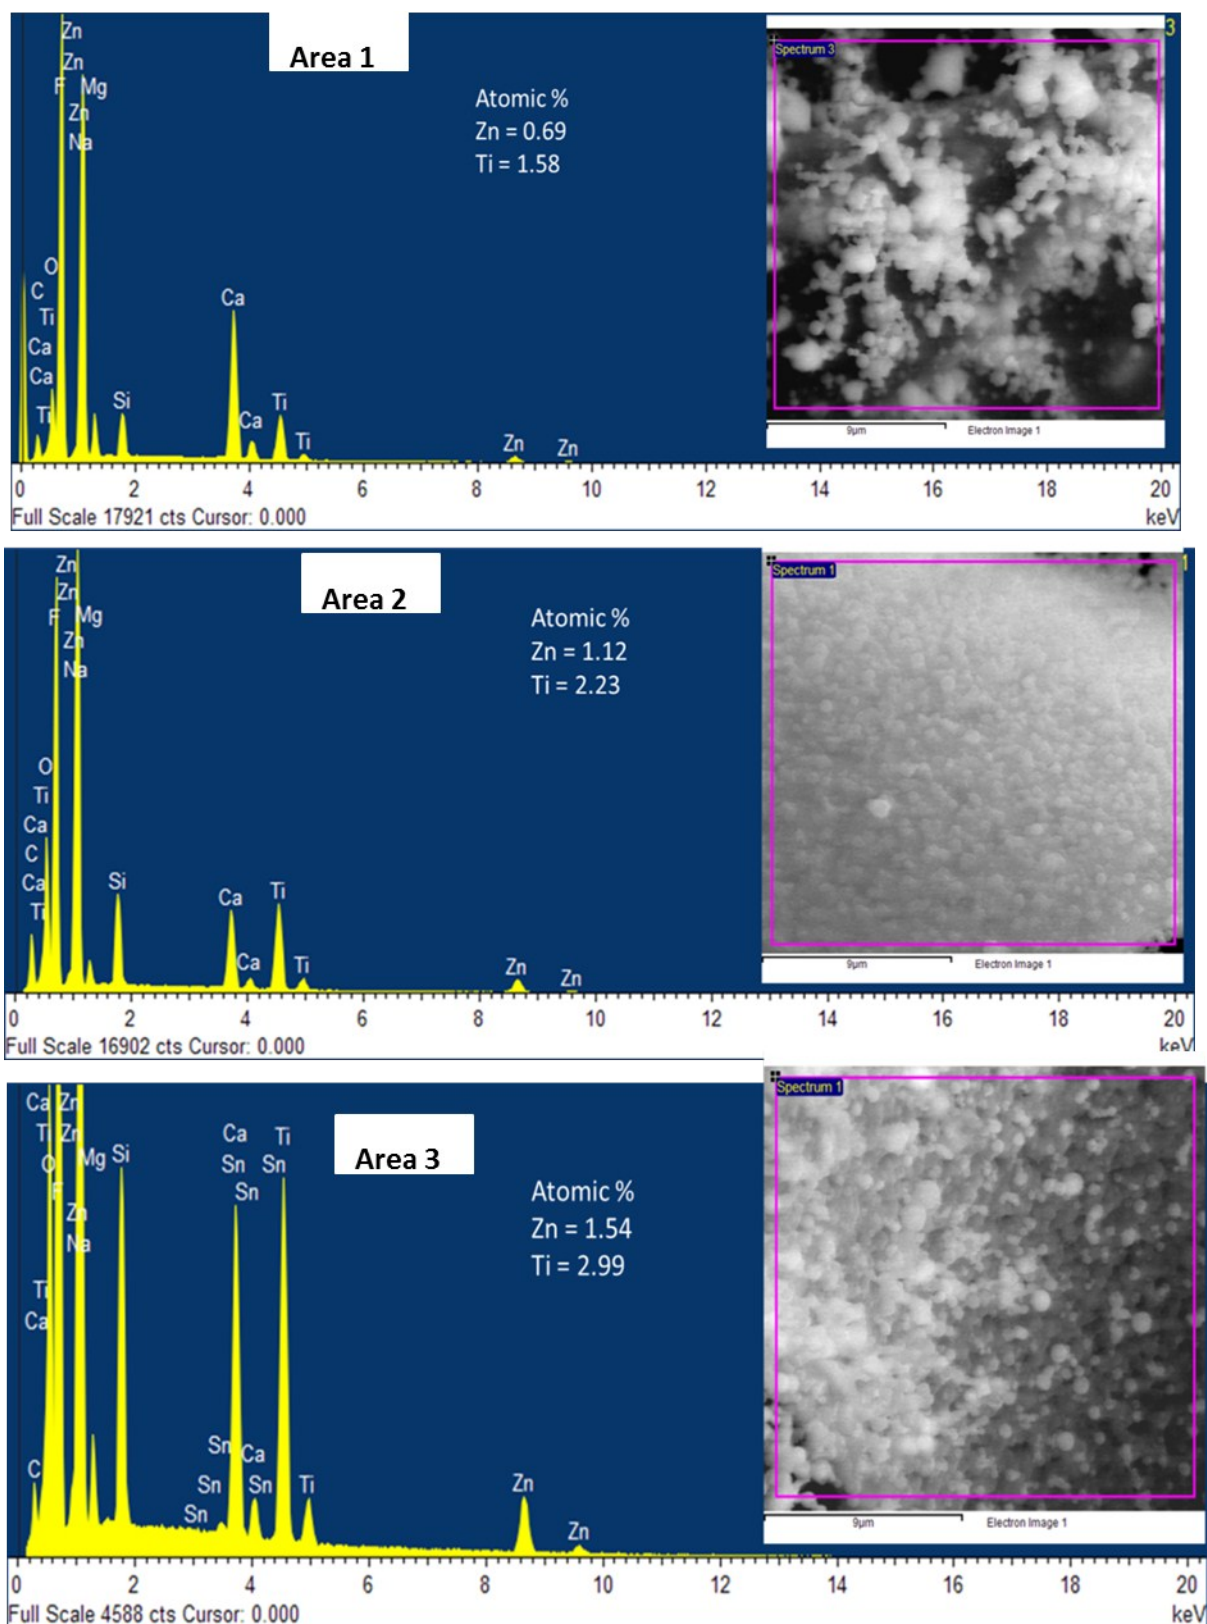 Area 1
3
Zn
Zn
F Mg
Zn
Na
Atomic %
Zn = 0.69
Ti = 1.58
Spectrum 3
O
C
Ti
Ca
Ca
Ti
Si
Ca
Ca
Ti
Ti
Zn
Zn
9µm Electron Image 1
0 2 4 6 8 10 12 14 16 18 20
Full Scale 17921 cts Cursor: 0.000 keV
Area 2
1
Zn
Zn
F Mg
Zn
Na
Atomic %
Zn = 1.12
Ti = 2.23
Spectrum 1
O
Ti
Ca
C
Ca
Ti
Si
Ca
Ca
Ti
Ti
Zn
Zn
9µm Electron Image 1
0 2 4 6 8 10 12 14 16 18 20
Full Scale 16902 cts Cursor: 0.000 keV
Area 3
Ca Zn
Ti Zn
O Mg Si
F
Zn
Na
Ti
Ca
C
Ca Ti
Sn Sn
Sn
Atomic %
Zn = 1.54
Ti = 2.99
Spectrum 1
Sn Ca
Sn Sn Ti
Sn
Zn
Zn
9µm Electron Image 1
0 2 4 6 8 10 12 14 16 18 20
Full Scale 4588 cts Cursor: 0.000 keV